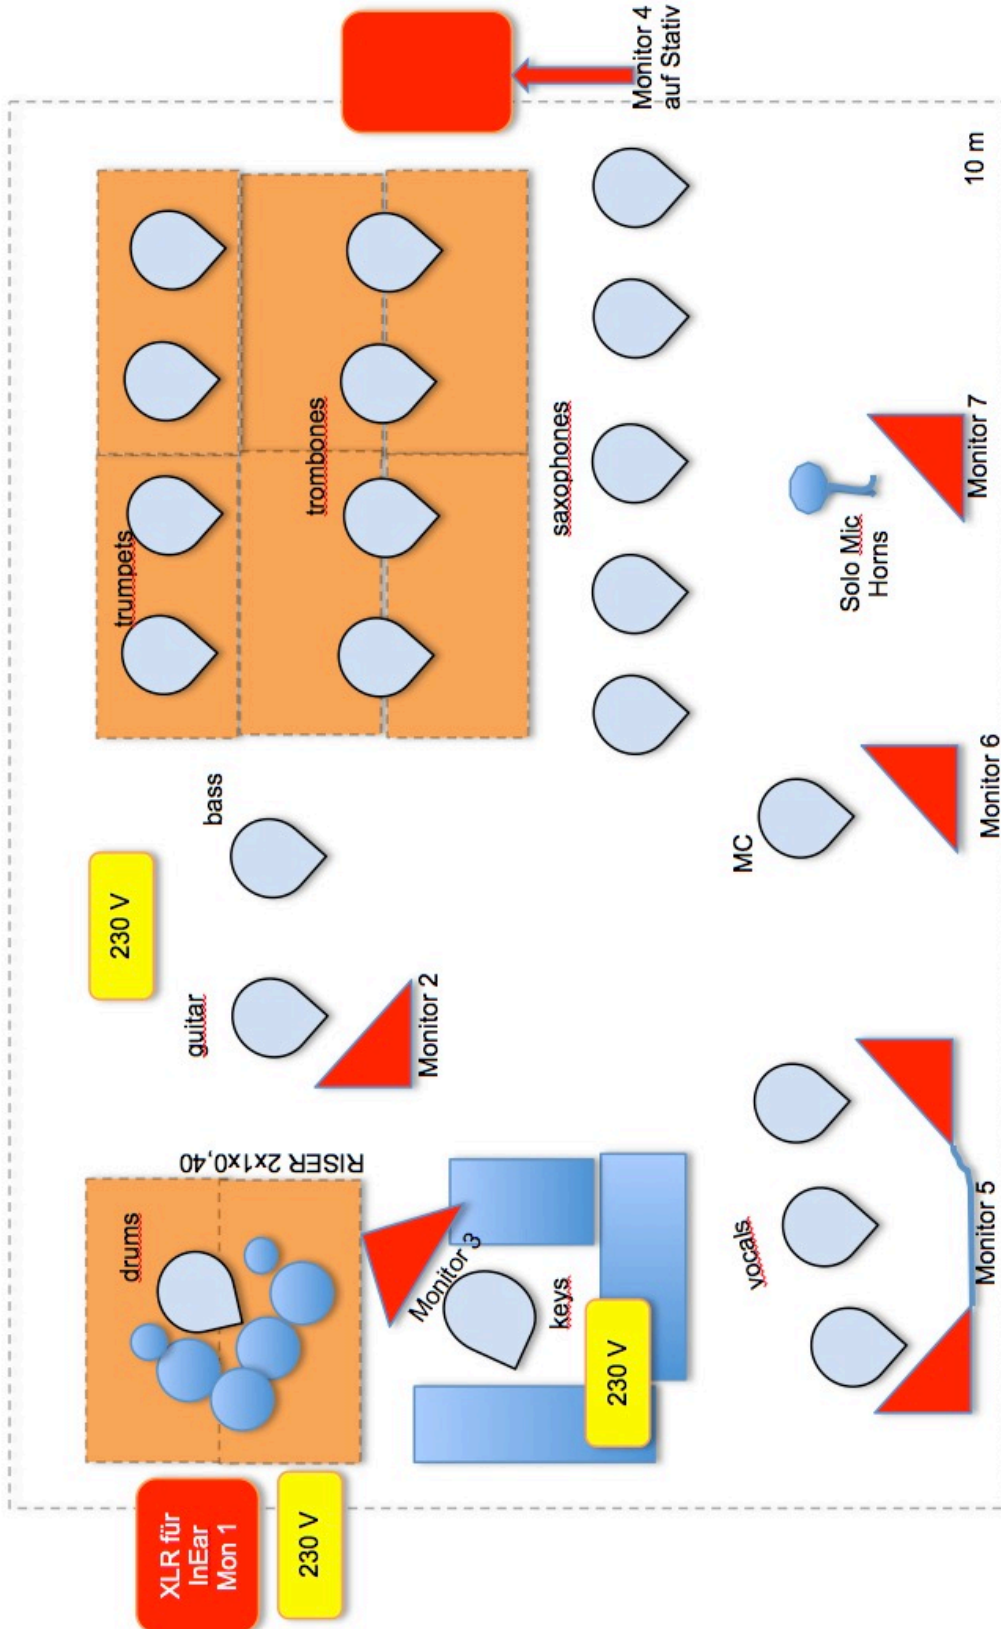 XLR für
InEar
Mon 1
230 V
drums
RISER 2x1x0,40
230 V
guitar
bass
trumpets
trombones
Monitor 3
Monitor 2
keys
230 V
saxophones
Monitor 4
auf Stativ
vocals
MC
Solo Mic
Horns
Monitor 5
Monitor 6
Monitor 7
10 m